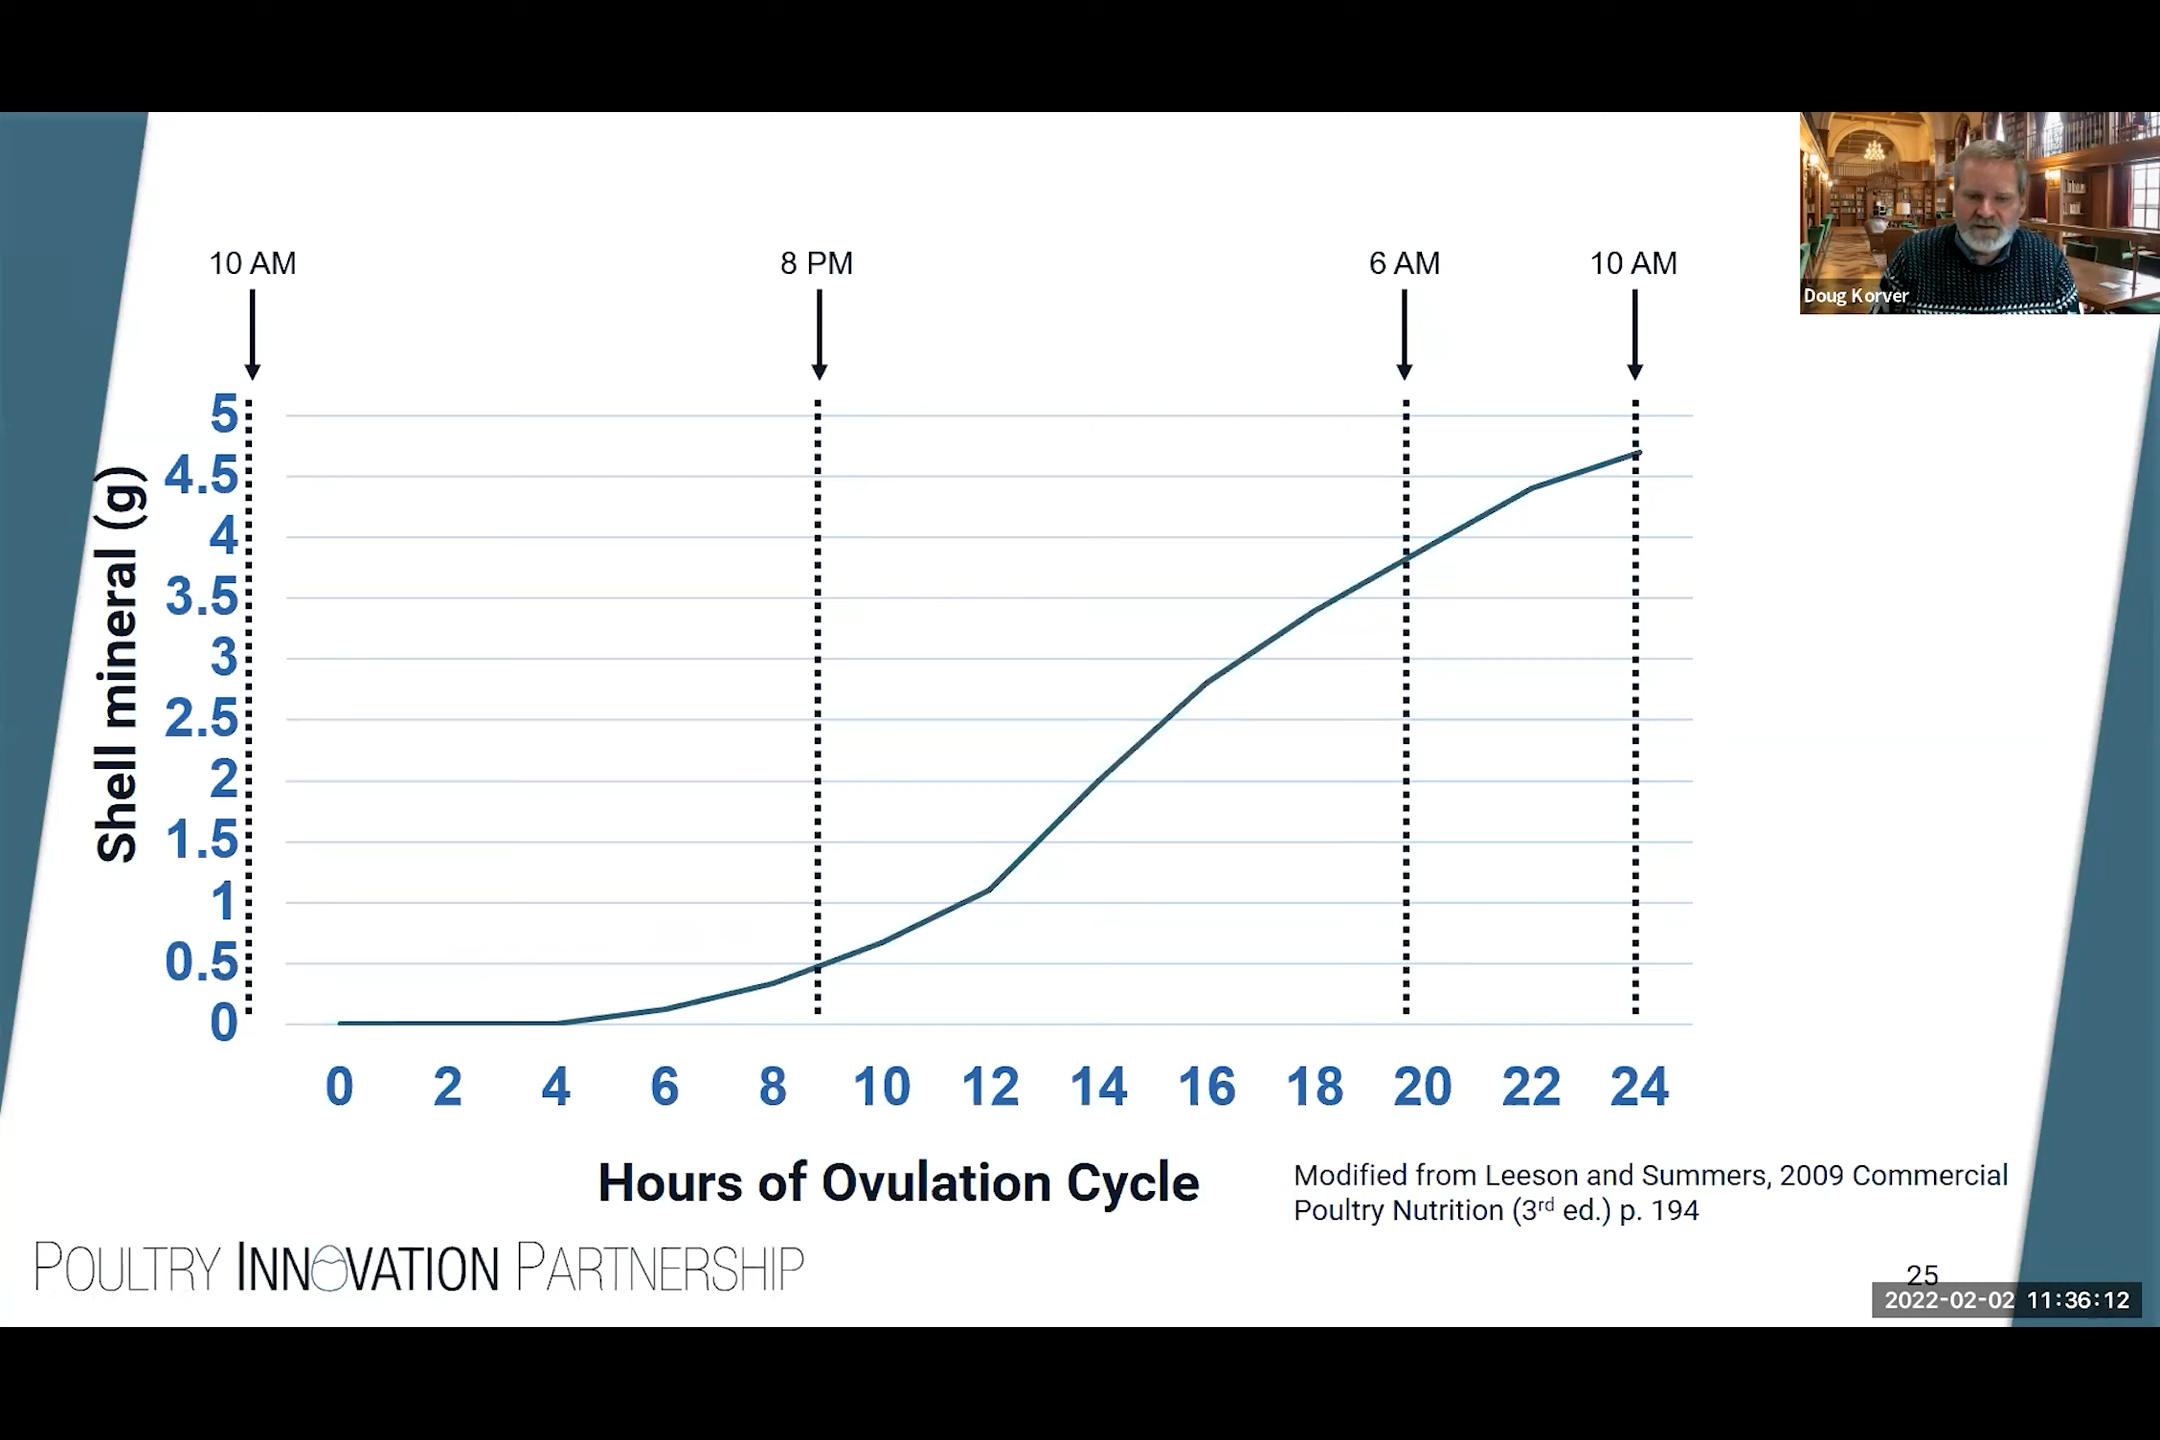 10 AM
8 PM
6 AM
10 AM
Doug Korver
5
4.5
4
3.5
3
2.5
2
1.5
1
0.5
0
Shell mineral (g)
0 2 4 6 8 10 12 14 16 18 20 22 24
Hours of Ovulation Cycle
Modified from Leeson and Summers, 2009 Commercial
Poultry Nutrition (3rd ed.) p. 194
POULTRY INNOVATION PARTNERSHIP
25
2022-02-02 11:36:12